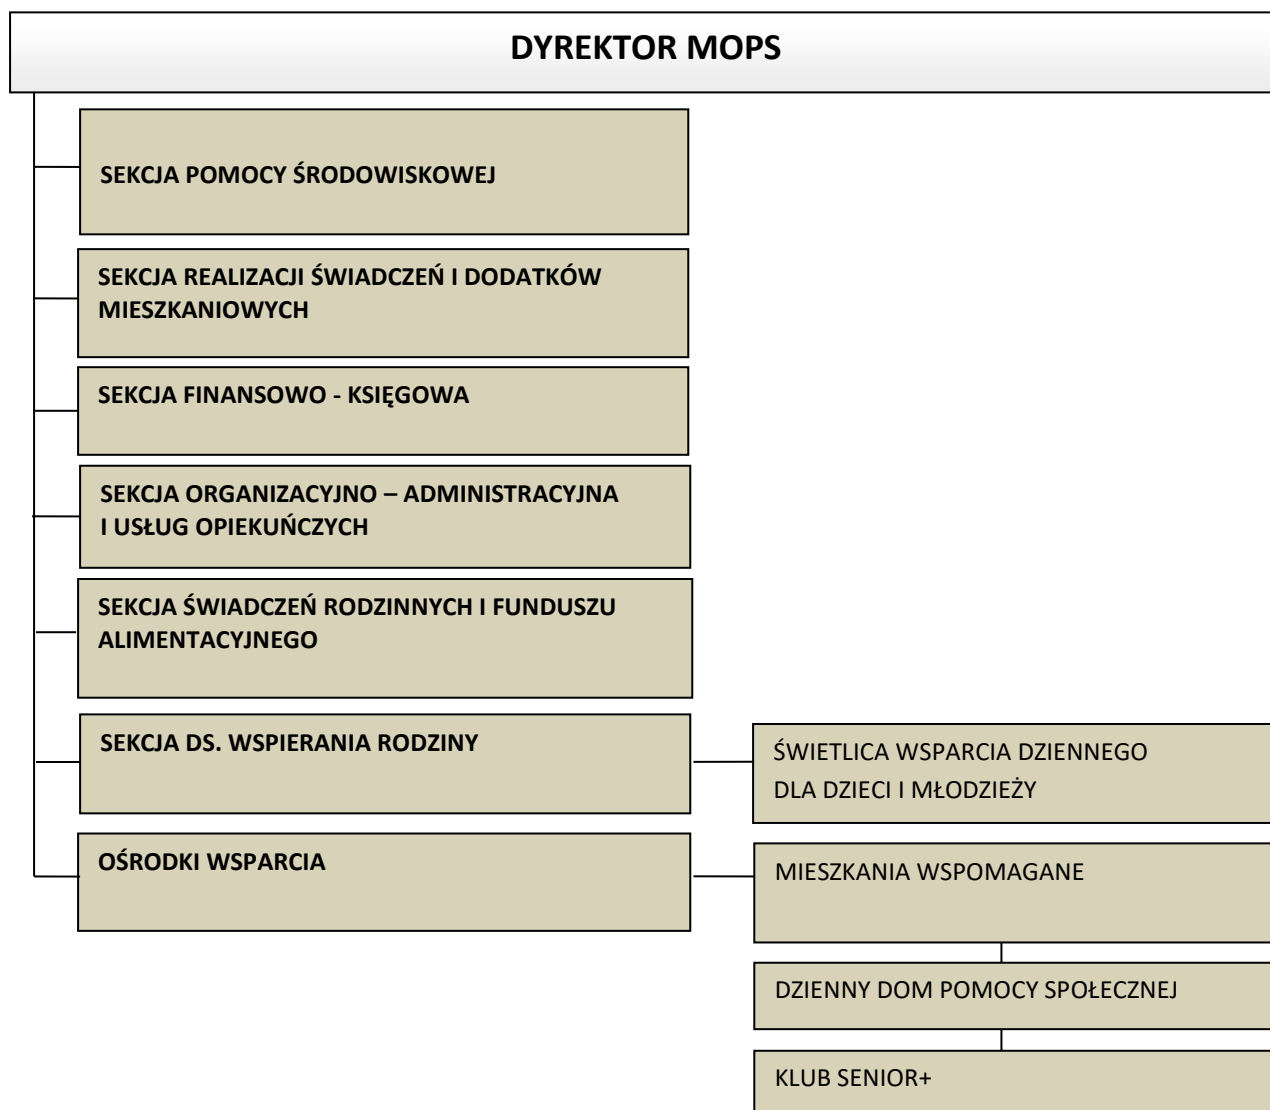 DYREKTOR MOPS
SEKCJA POMOCY ŚRODOWISKOWEJ
SEKCJA REALIZACJI ŚWIADCZEŃ I DODATKÓW
MIESZKANIOWYCH
SEKCJA FINANSOWO - KSIĘGOWA
SEKCJA ORGANIZACYJNO – ADMINISTRACYJNA
I USŁUG OPIEKUŃCZYCH
SEKCJA ŚWIADCZEŃ RODZINNYCH I FUNDUSZU
ALIMENTACYJNEGO
SEKCJA DS. WSPIERANIA RODZINY
ŚWIETLICA WSPARCIA DZIENNEGO
DLA DZIECI I MŁODZIEŻY
OŚRODKI WSPARCIA
MIESZKANIA WSPOMAGANE
DZIENNY DOM POMOCY SPOŁECZNEJ
KLUB SENIOR+